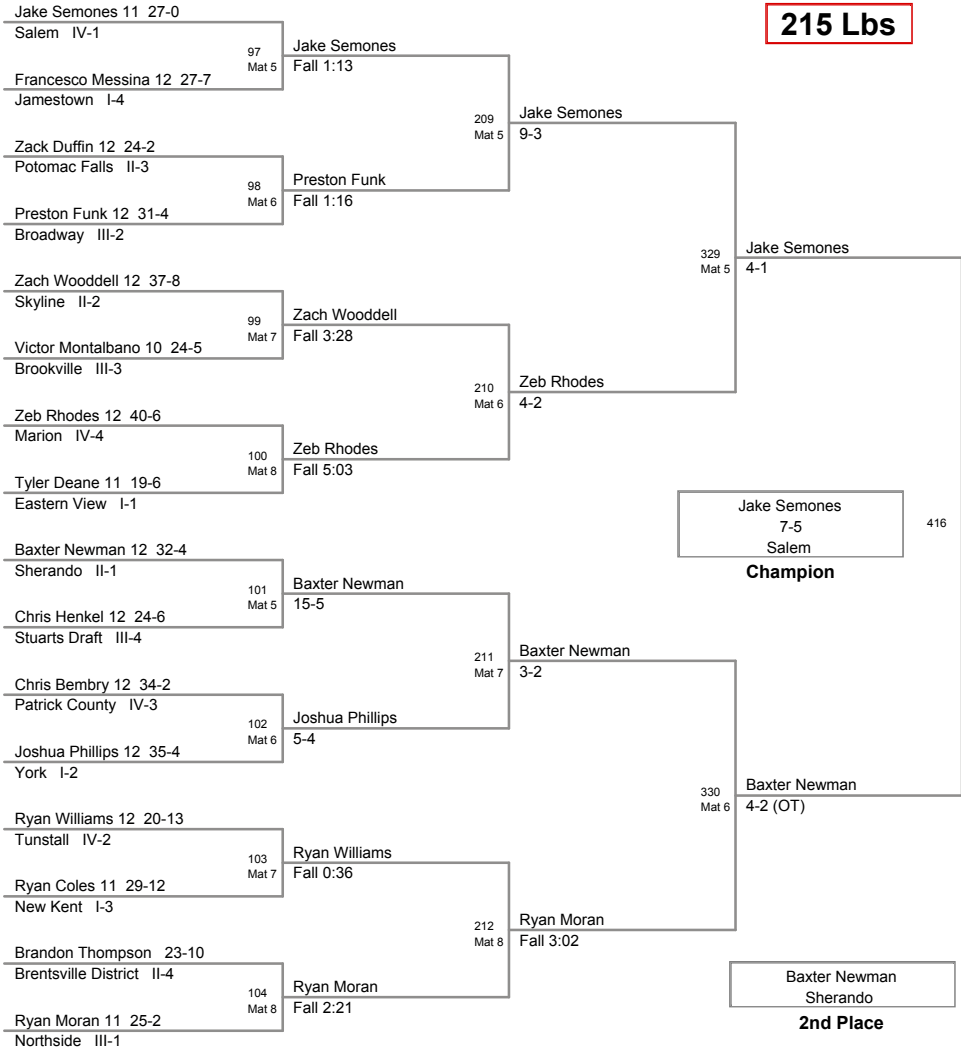 215 Lbs
Jake Semones 11 27-0
Salem IV-1
97
Mat 5
Francesco Messina 12 27-7
Jamestown I-4
Jake Semones
Fall 1:13
Zack Duffin 12 24-2
Potomac Falls II-3
98
Mat 6
Preston Funk 12 31-4
Broadway III-2
Preston Funk
Fall 1:16
209
Mat 5
Jake Semones
9-3
Zach Wooddell 12 37-8
Skyline II-2
99
Mat 7
Victor Montalbano 10 24-5
Brookville III-3
Zach Wooddell
Fall 3:28
Zeb Rhodes 12 40-6
Marion IV-4
100
Mat 8
Tyler Deane 11 19-6
Eastern View I-1
Zeb Rhodes
Fall 5:03
210
Mat 6
Zeb Rhodes
4-2
329
Mat 5
Jake Semones
4-1
Baxter Newman 12 32-4
Sherando II-1
101
Mat 5
Chris Henkel 12 24-6
Stuarts Draft III-4
Baxter Newman
15-5
Chris Bembry 12 34-2
Patrick County IV-3
102
Mat 6
Joshua Phillips 12 35-4
York I-2
Joshua Phillips
5-4
211
Mat 7
Baxter Newman
3-2
Ryan Williams 12 20-13
Tunstall IV-2
103
Mat 7
Ryan Coles 11 29-12
New Kent I-3
Ryan Williams
Fall 0:36
Brandon Thompson 23-10
Brentsville District II-4
104
Mat 8
Ryan Moran 11 25-2
Northside III-1
Ryan Moran
Fall 2:21
212
Mat 8
Ryan Moran
Fall 3:02
330
Mat 6
Baxter Newman
4-2 (OT)
416
Jake Semones
7-5
Salem
Champion
Baxter Newman
Sherando
2nd Place